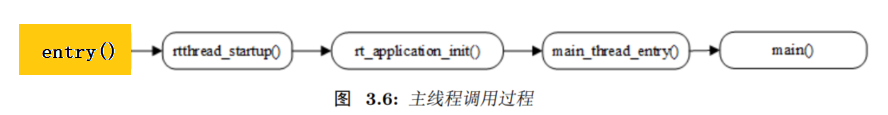 entry() rtthread_startup() rt_application_init() main_thread_entry() main()
图 3.6: 主线程调用过程